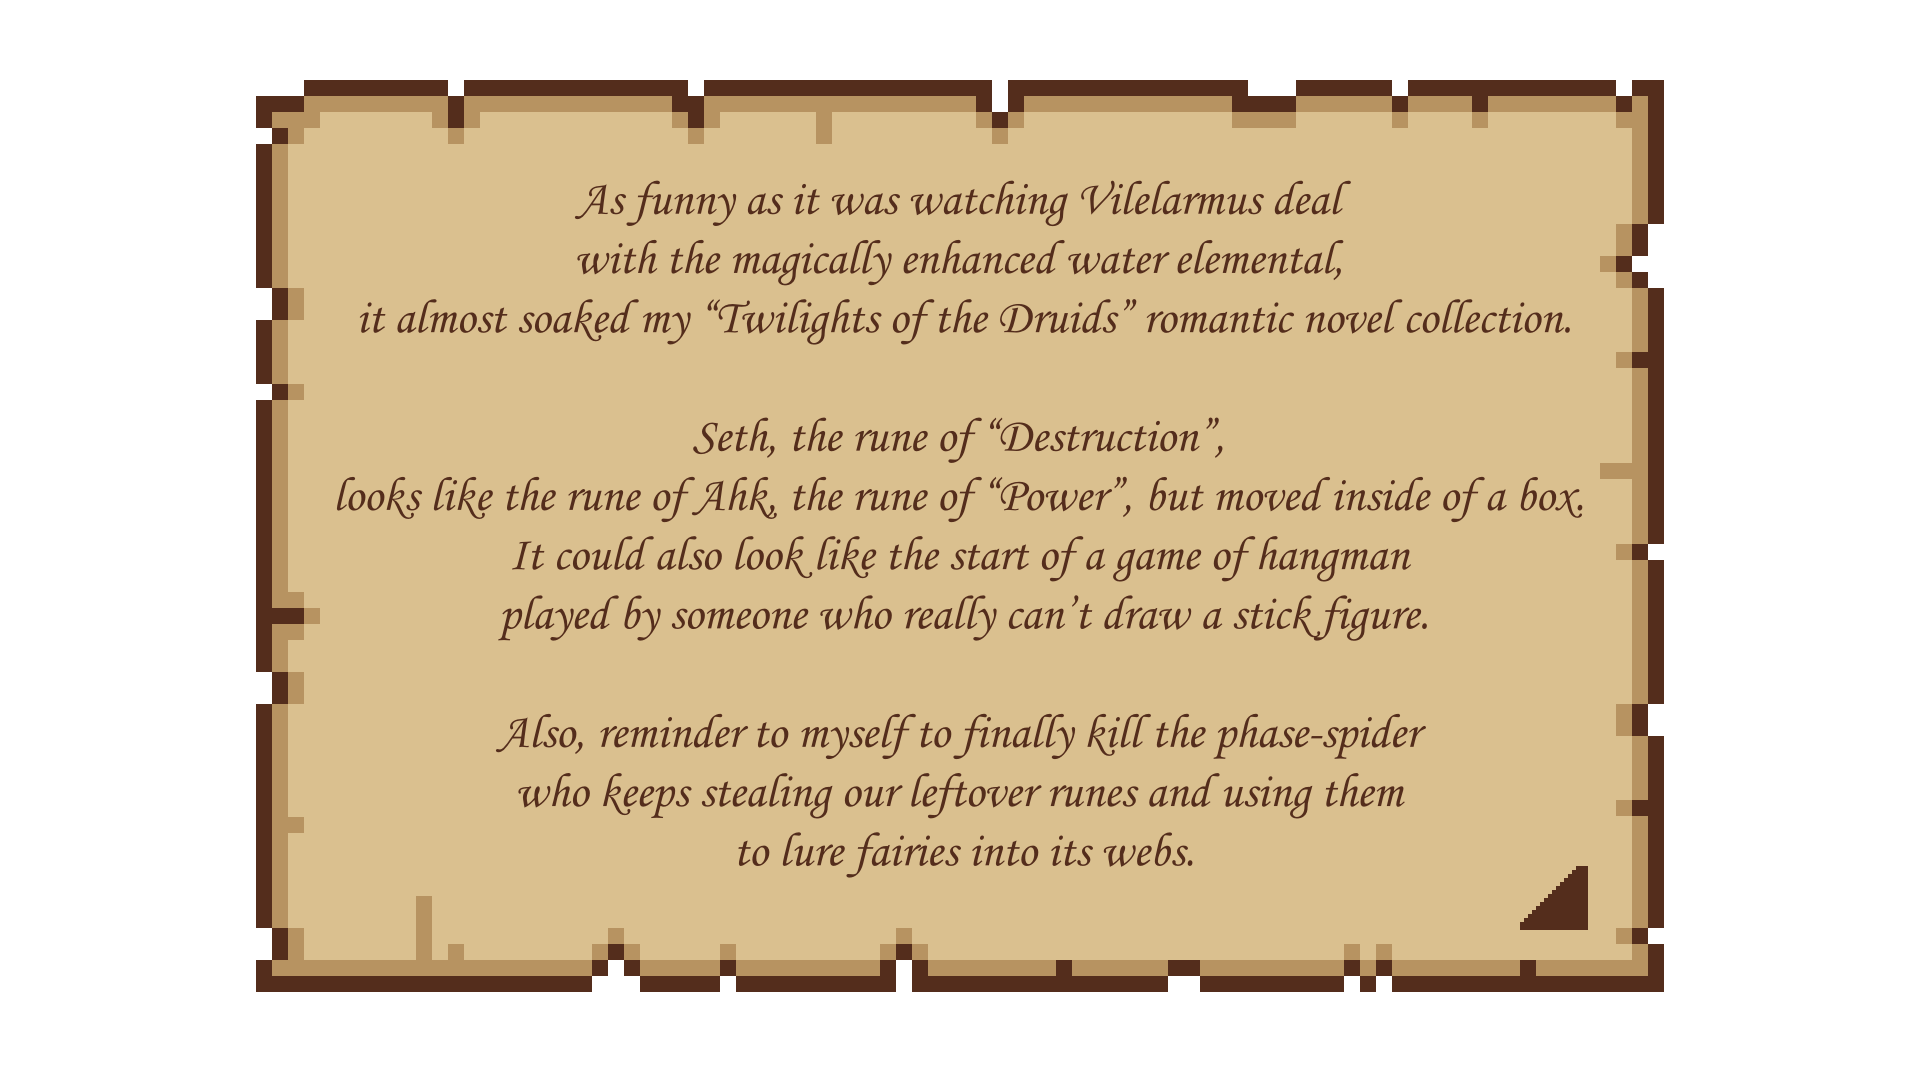 As funny as it was watching Vilelarmus deal
with the magically enhanced water elemental,
it almost soaked my “Twilights of the Druids” romantic novel collection.
Seth, the rune of “Destruction”,
looks like the rune of Ahk, the rune of “Power”, but moved inside of a box.
It could also look like the start of a game of hangman
played by someone who really can’t draw a stick figure.
Also, reminder to myself to finally kill the phase-spider
who keeps stealing our leftover runes and using them
to lure fairies into its webs.